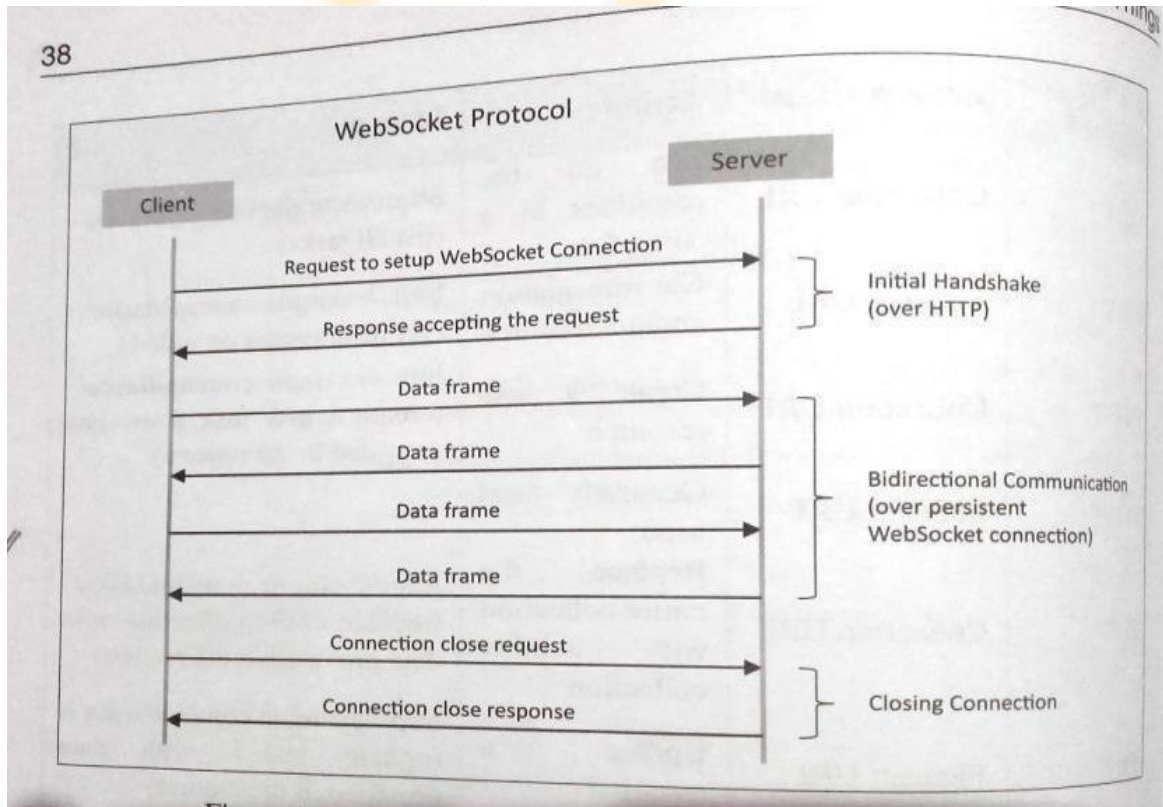 38
WebSocket Protocol
Client
Server
Request to setup WebSocket Connection
Response accepting the request
Initial Handshake
(over HTTP)
Data frame
Data frame
Data frame
Data frame
Bidirectional Communication
(over persistent
WebSocket connection)
Connection close request
Connection close response
Closing Connection